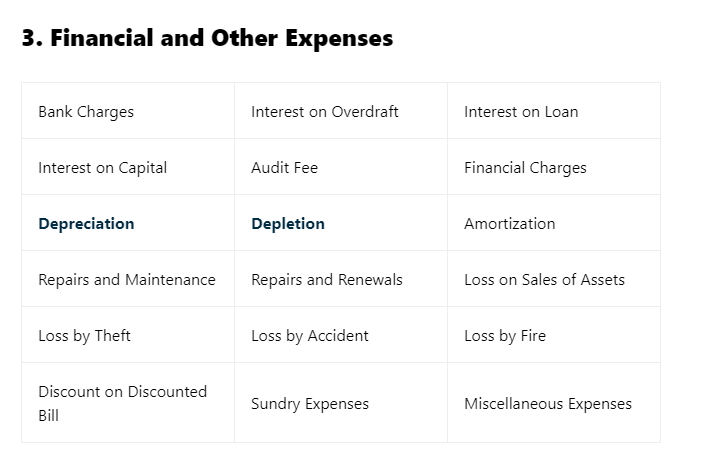 3. Financial and Other Expenses
Bank Charges
Interest on Overdraft
Interest on Loan
Interest on Capital
Audit Fee
Financial Charges
Depreciation
Depletion
Amortization
Repairs and Maintenance
Repairs and Renewals
Loss on Sales of Assets
Loss by Theft
Loss by Accident
Loss by Fire
Discount on Discounted
Bill
Sundry Expenses
Miscellaneous Expenses